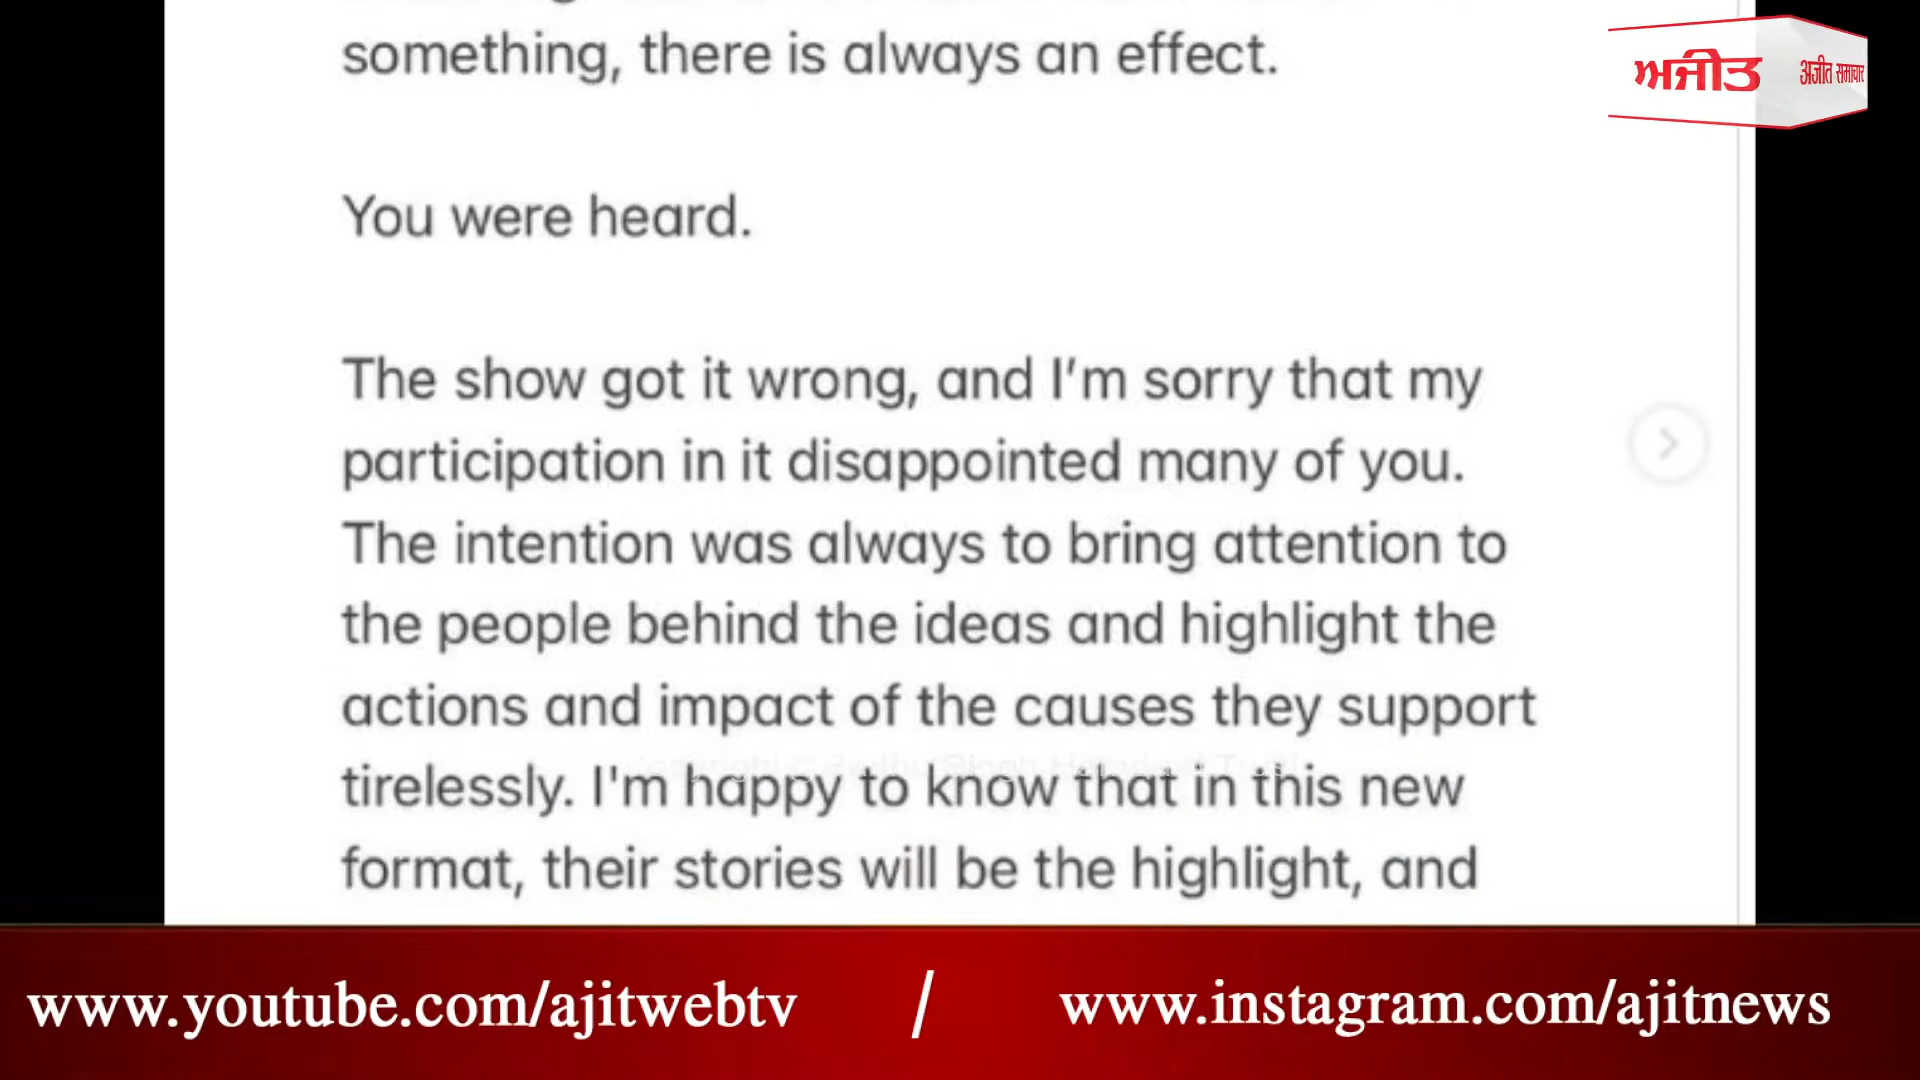 something, there is always an effect.
ਅਜੀਤ
अजीत समाचार
You were heard.
The show got it wrong, and I’m sorry that my
participation in it disappointed many of you.
The intention was always to bring attention to
the people behind the ideas and highlight the
actions and impact of the causes they support
tirelessly. I'm happy to know that in this new
format, their stories will be the highlight, and
www.youtube.com/ajitwebtv / www.instagram.com/ajitnews